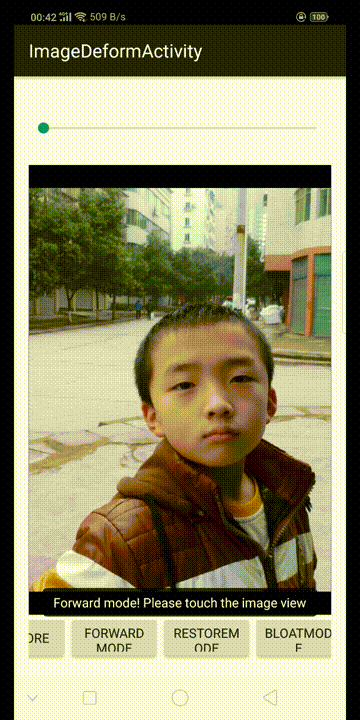 00:42 509 B/s 100
ImageDeformActivity
Forward mode! Please touch the image view
ORE
FORWARD
MODE
RESTOREM
ODE
BLOATMOD
E